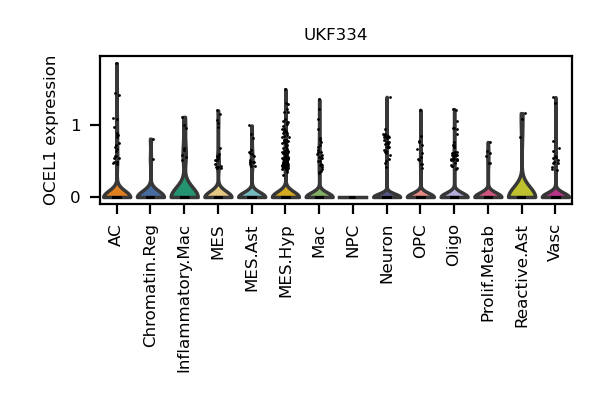 UKF334
OCEL1 expression
1
0
AC
Chromatin.Reg
Inflammatory.Mac
MES
MES.Ast
MES.Hyp
Mac
NPC
Neuron
OPC
Oligo
Prolif.Metab
Reactive.Ast
Vasc